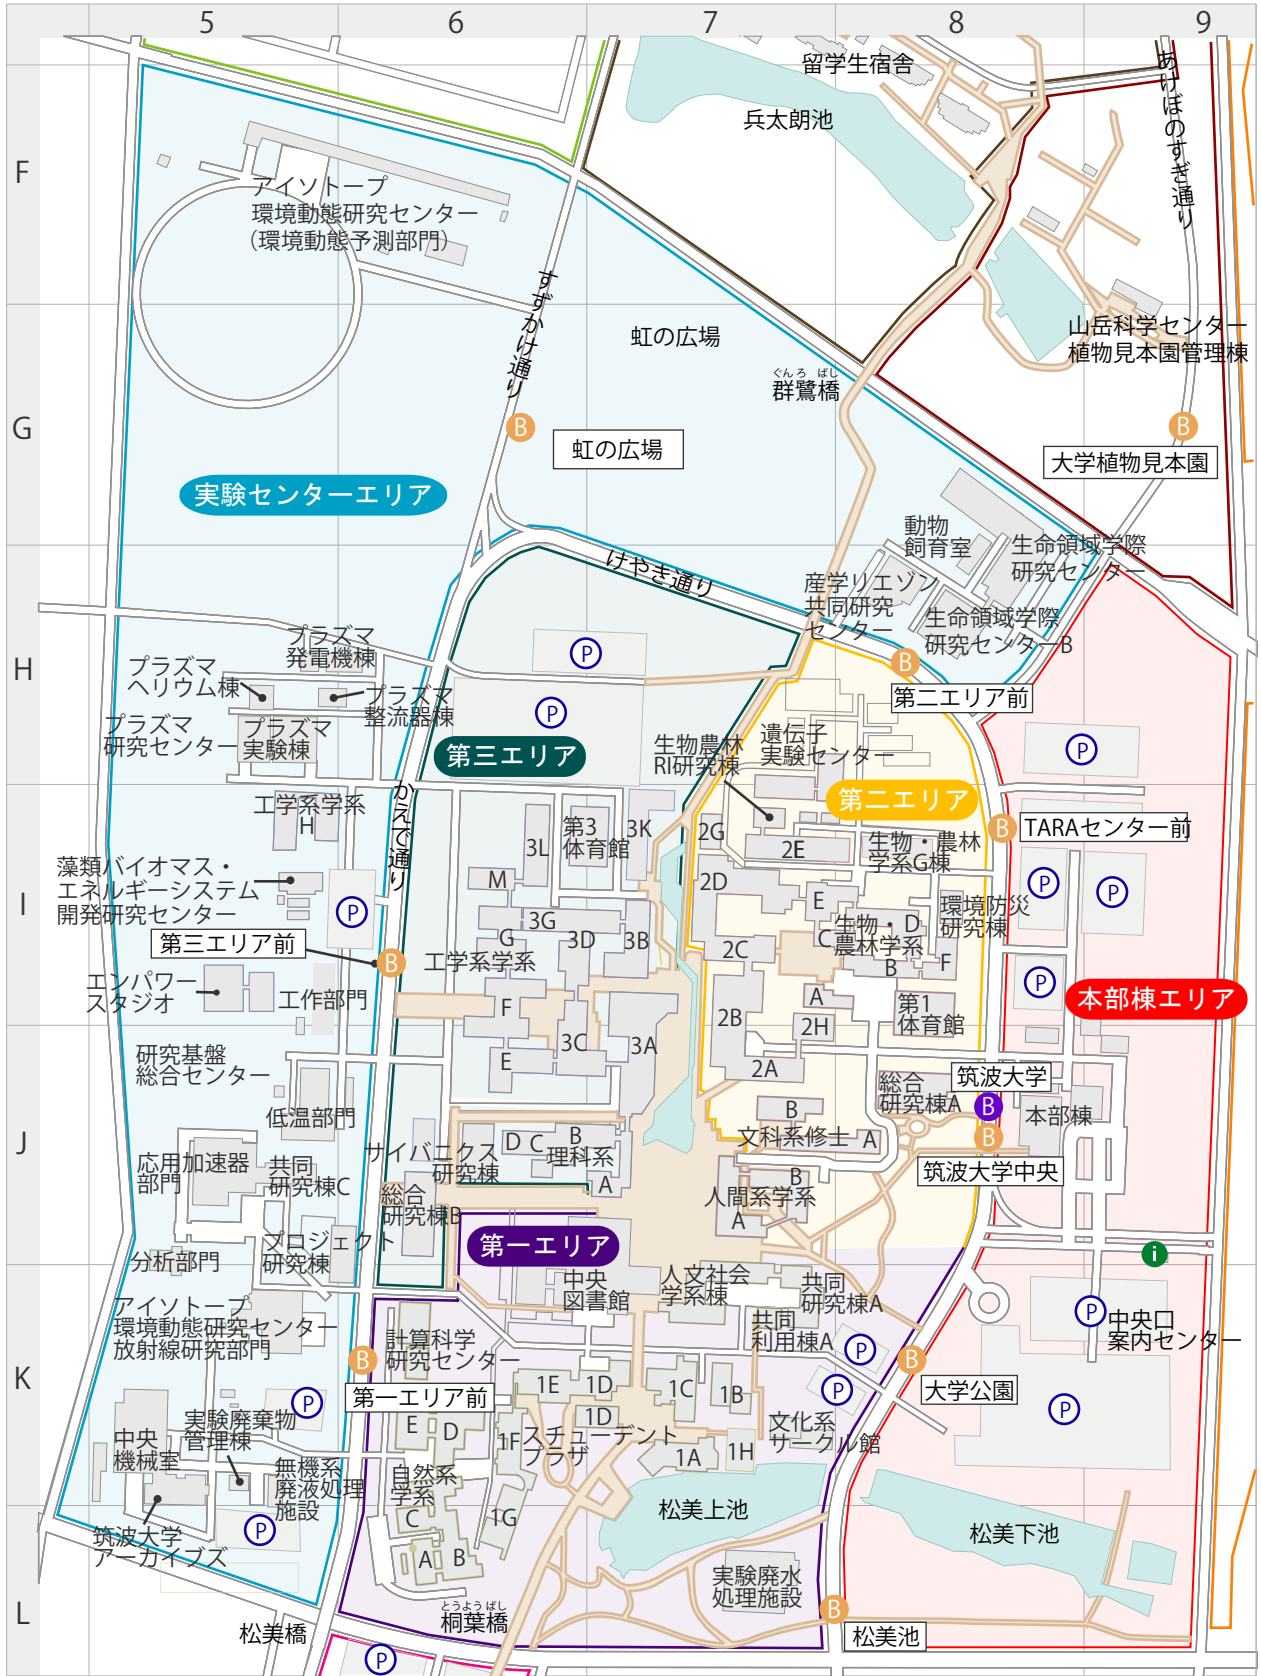 5
6
7
8
9
F
G
H
I
J
K
L
留学生宿舎
兵太朗池
あけぼのすぎ通り
アイソトープ
環境動態研究センター
（環境動態予測部門）
すずかけ通り
虹の広場
ぐんろ ばし
群鷺橋
山岳科学センター
植物見本園管理棟
B
虹の広場
B
大学植物見本園
実験センターエリア
動物
飼育室
生命領域学際
研究センター
けやき通り
産学リエゾン
共同研究
センター
生命領域学際
研究センターB
プラズマ
発電機棟
P
B
第二エリア前
プラズマ
ヘリウム棟
プラズマ
整流器棟
P
プラズマ
研究センター
プラズマ
実験棟
第三エリア
生物農林
RI研究棟
遺伝子
実験センター
P
第二エリア
かえで通り
工学系学系
H
3L
第3
体育館
3K
2G
2E
生物・農林
学系G棟
B
TARAセンター前
藻類バイオマス・
エネルギーシステム
開発研究センター
P
M
2D
E
P
P
3G
G
3D
3B
生物・
農林学系
D
C
環境防災
研究棟
第三エリア前
B
工学系学系
2C
B
F
エンパワー
スタジオ
工作部門
F
A
第1
体育館
P
本部棟エリア
2B
2H
3C
3A
E
2A
研究基盤
総合センター
総合
研究棟A
筑波大学
B
低温部門
B
本部棟
サイバニクス
研究棟
D
C
B
理科系
A
文科系修士
A
B
筑波大学中央
応用加速器
部門
共同
研究棟C
総合
研究棟B
人間系学系
B
A
プロジェクト
研究棟
第一エリア
i
分析部門
中央
図書館
人文社会
学系棟
共同
研究棟A
アイソトープ
環境動態研究センター
放射線研究部門
共同
利用棟A
P
中央口
案内センター
計算科学
研究センター
B
P
B
第一エリア前
1E
1D
1C
1B
P
大学公園
P
P
実験廃棄物
管理棟
E
D
1F
1D
スチューデント
プラザ
文化系
サークル館
中央
機械室
1A
1H
無機系
廃液処理
施設
自然系
学系
C
1G
松美上池
松美下池
P
筑波大学
アーカイブズ
A
B
実験廃水
処理施設
とうようばし
桐葉橋
B
松美池
松美橋
P